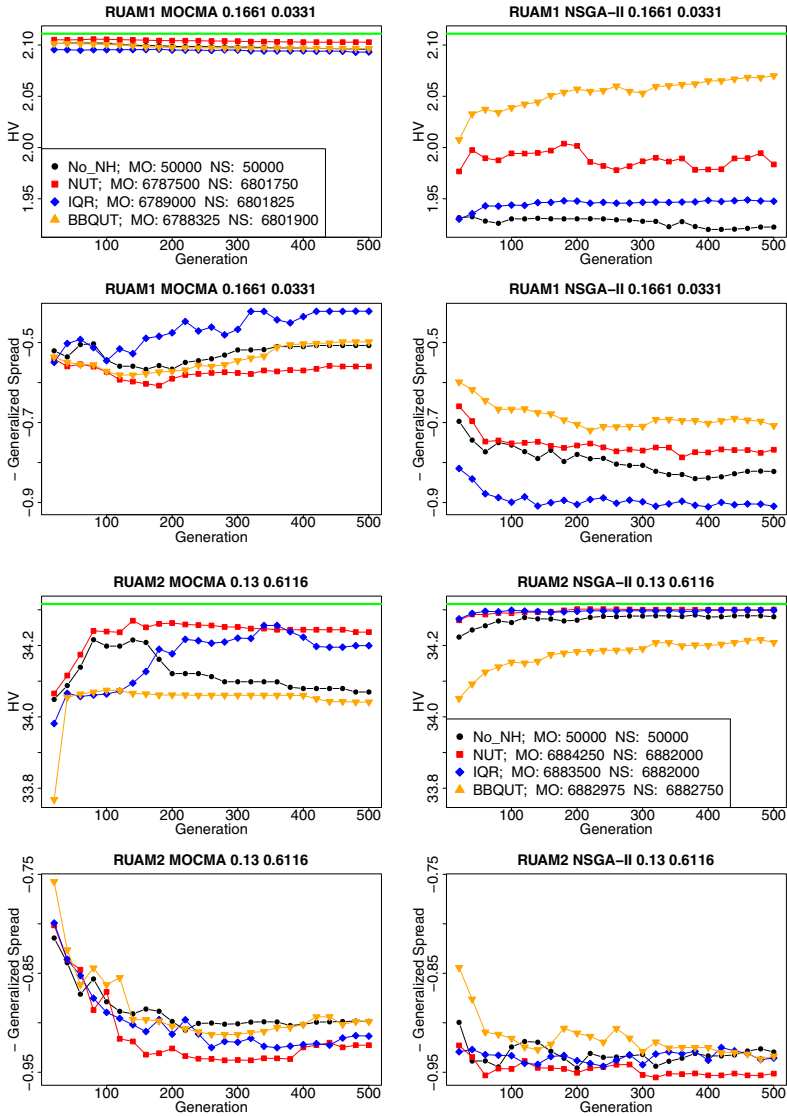 RUAM1 MOCMA 0.1661 0.0331
HV
1.95 2.00 2.05 2.10
No_NH; MO: 50000 NS: 50000
NUT; MO: 6787500 NS: 6801750
IQR; MO: 6789000 NS: 6801825
BBQUT; MO: 6788325 NS: 6801900
100 200 300 400 500
Generation
RUAM1 NSGA−II 0.1661 0.0331
HV
1.95 2.00 2.05 2.10
100 200 300 400 500
Generation
RUAM1 MOCMA 0.1661 0.0331
− Generalized Spread
−0.9 −0.7 −0.5
100 200 300 400 500
Generation
RUAM1 NSGA−II 0.1661 0.0331
− Generalized Spread
−0.9 −0.7 −0.5
100 200 300 400 500
Generation
RUAM2 MOCMA 0.13 0.6116
HV
33.8 34.0 34.2
100 200 300 400 500
Generation
RUAM2 NSGA−II 0.13 0.6116
HV
33.8 34.0 34.2
No_NH; MO: 50000 NS: 50000
NUT; MO: 6884250 NS: 6882000
IQR; MO: 6883500 NS: 6882000
BBQUT; MO: 6882975 NS: 6882750
100 200 300 400 500
Generation
RUAM2 MOCMA 0.13 0.6116
− Generalized Spread
−0.95 −0.85 −0.75
100 200 300 400 500
Generation
RUAM2 NSGA−II 0.13 0.6116
− Generalized Spread
−0.95 −0.85 −0.75
100 200 300 400 500
Generation